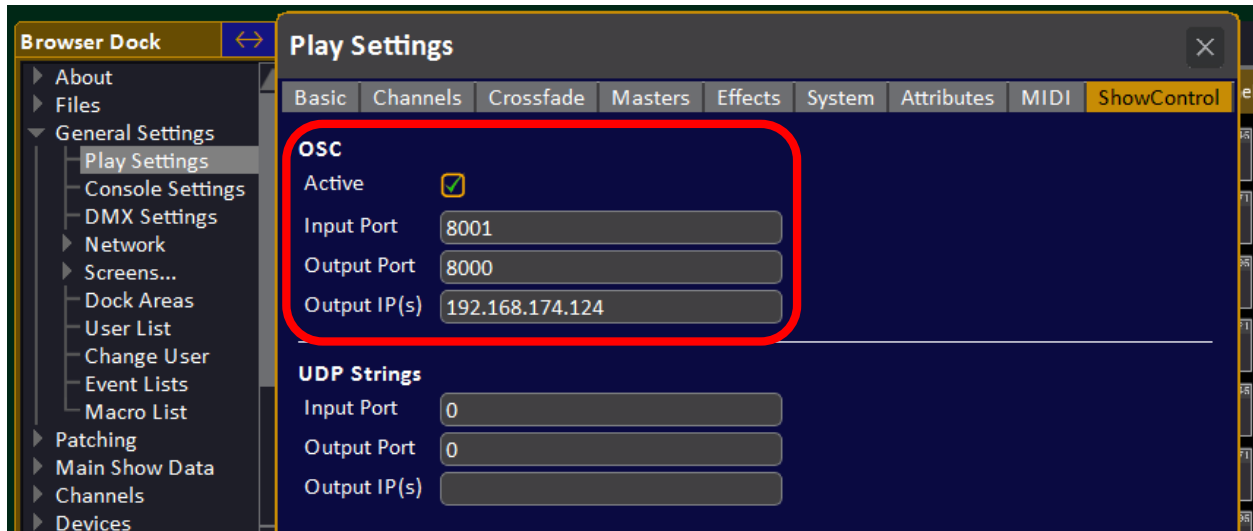 Browser Dock
About
Files
General Settings
Play Settings
Console Settings
DMX Settings
Network
Screens...
Dock Areas
User List
Change User
Event Lists
Macro List
Patching
Main Show Data
Channels
Devices
Play Settings
Basic Channels Crossfade Masters Effects System Attributes MIDI ShowControl
OSC
Active
Input Port 8001
Output Port 8000
Output IP(s) 192.168.174.124
UDP Strings
Input Port 0
Output Port 0
Output IP(s)